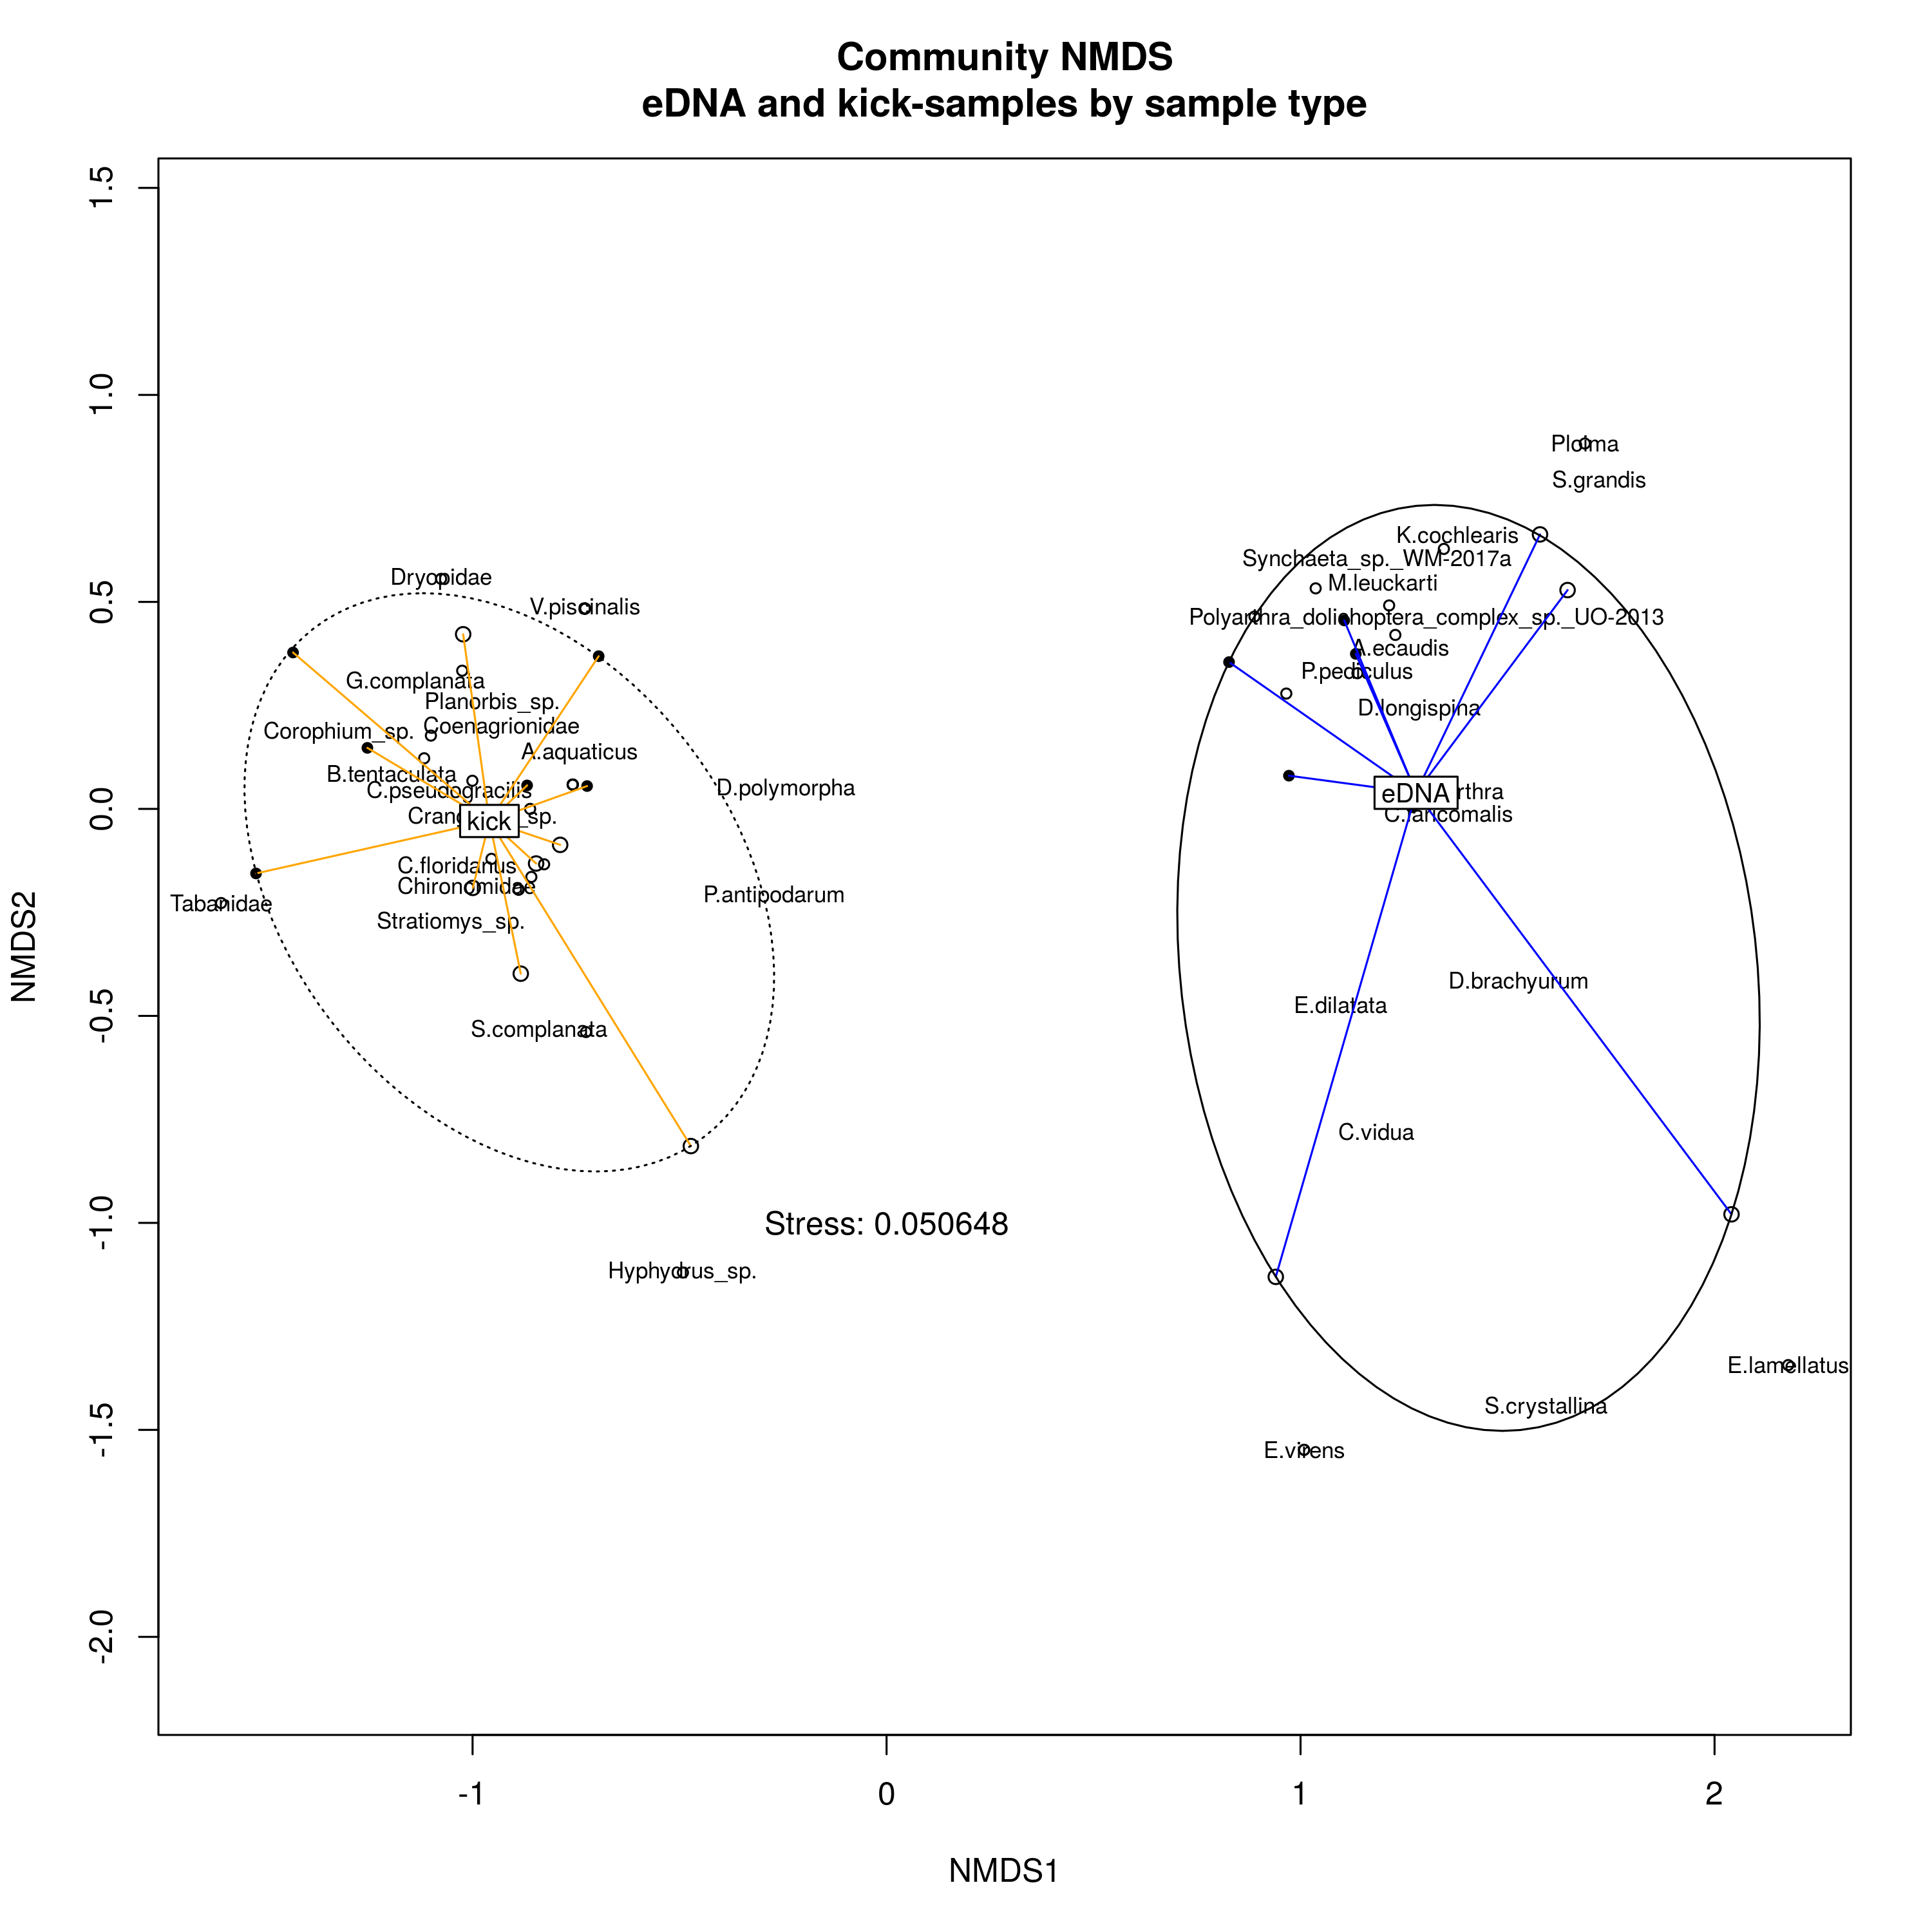 Community NMDS
eDNA and kick-samples by sample type
1.5
1.0
0.5
0.0
-0.5
-1.0
-1.5
-2.0
NMDS2
Ploima
S.grandis
K.cochlearis
Synchaeta_sp._WM-2017a
M.leuckarti
Polyarthra_dolichoptera_complex_sp._UO-2013
A.ecaudis
P.pediculus
D.longispina
eDNA
C.pancomalis
D.brachyurum
E.dilatata
C.vidua
E.lamellatus
S.crystallina
E.virens
Dryopidae
V.piscinalis
G.complanata
Planorbis_sp.
Coenagrionidae
Corophium_sp.
A.aquaticus
B.tentaculata
C.pseudogracilis
D.polymorpha
kick
C.floridanus
Chironomidae
P.antipodarum
Tabanidae
Stratiomys_sp.
S.complanata
Stress: 0.050648
Hyphydrus_sp.
-1
0
1
2
NMDS1